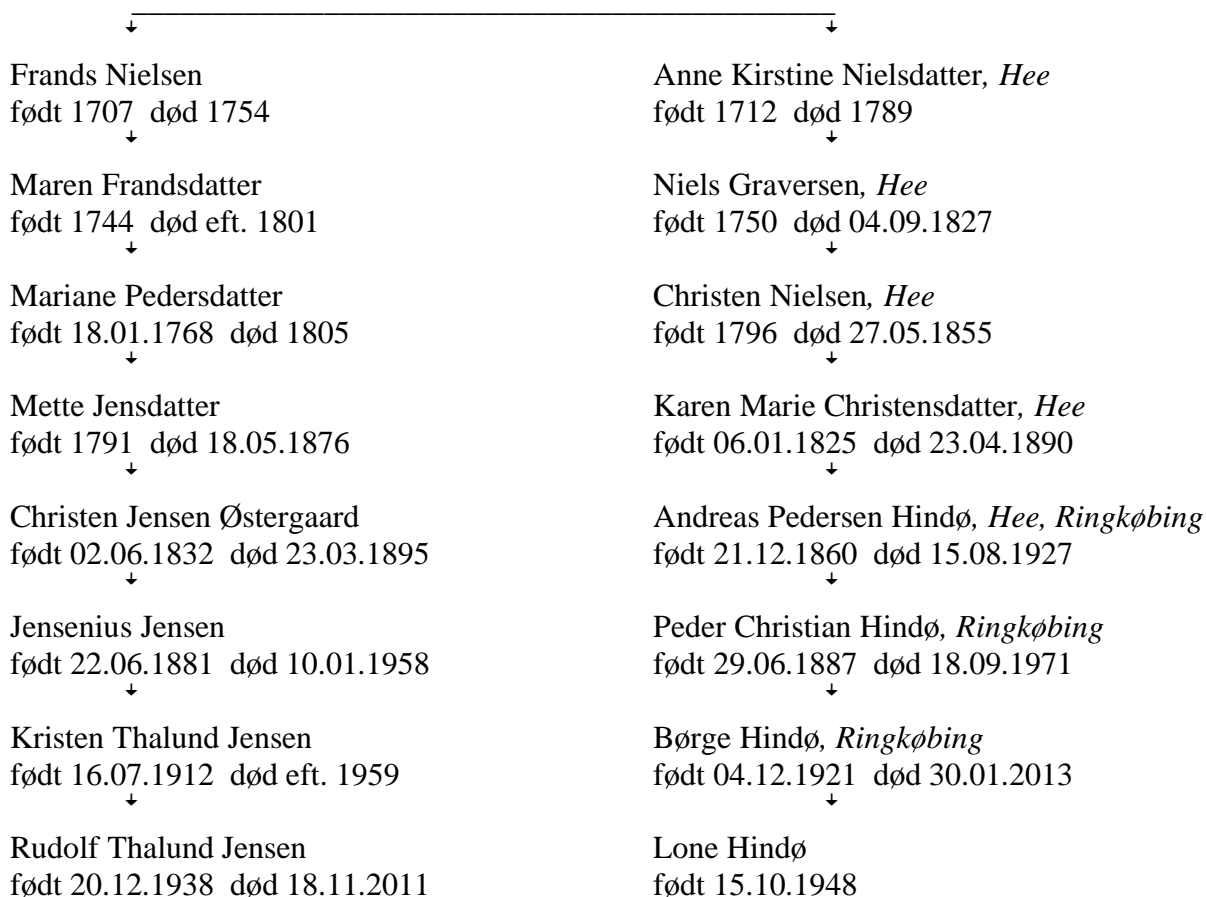 Frands Nielsen
født 1707 død 1754
Maren Frandsdatter
født 1744 død eft. 1801
Mariane Pedersdatter
født 18.01.1768 død 1805
Mette Jensdatter
født 1791 død 18.05.1876
Christen Jensen Østergaard
født 02.06.1832 død 23.03.1895
Jensenius Jensen
født 22.06.1881 død 10.01.1958
Kristen Thalund Jensen
født 16.07.1912 død eft. 1959
Rudolf Thalund Jensen
født 20.12.1938 død 18.11.2011
Anne Kirstine Nielsdatter, Hee
født 1712 død 1789
Niels Graversen, Hee
født 1750 død 04.09.1827
Christen Nielsen, Hee
født 1796 død 27.05.1855
Karen Marie Christensdatter, Hee
født 06.01.1825 død 23.04.1890
Andreas Pedersen Hindø, Hee, Ringkøbing
født 21.12.1860 død 15.08.1927
Peder Christian Hindø, Ringkøbing
født 29.06.1887 død 18.09.1971
Børge Hindø, Ringkøbing
født 04.12.1921 død 30.01.2013
Lone Hindø
født 15.10.1948